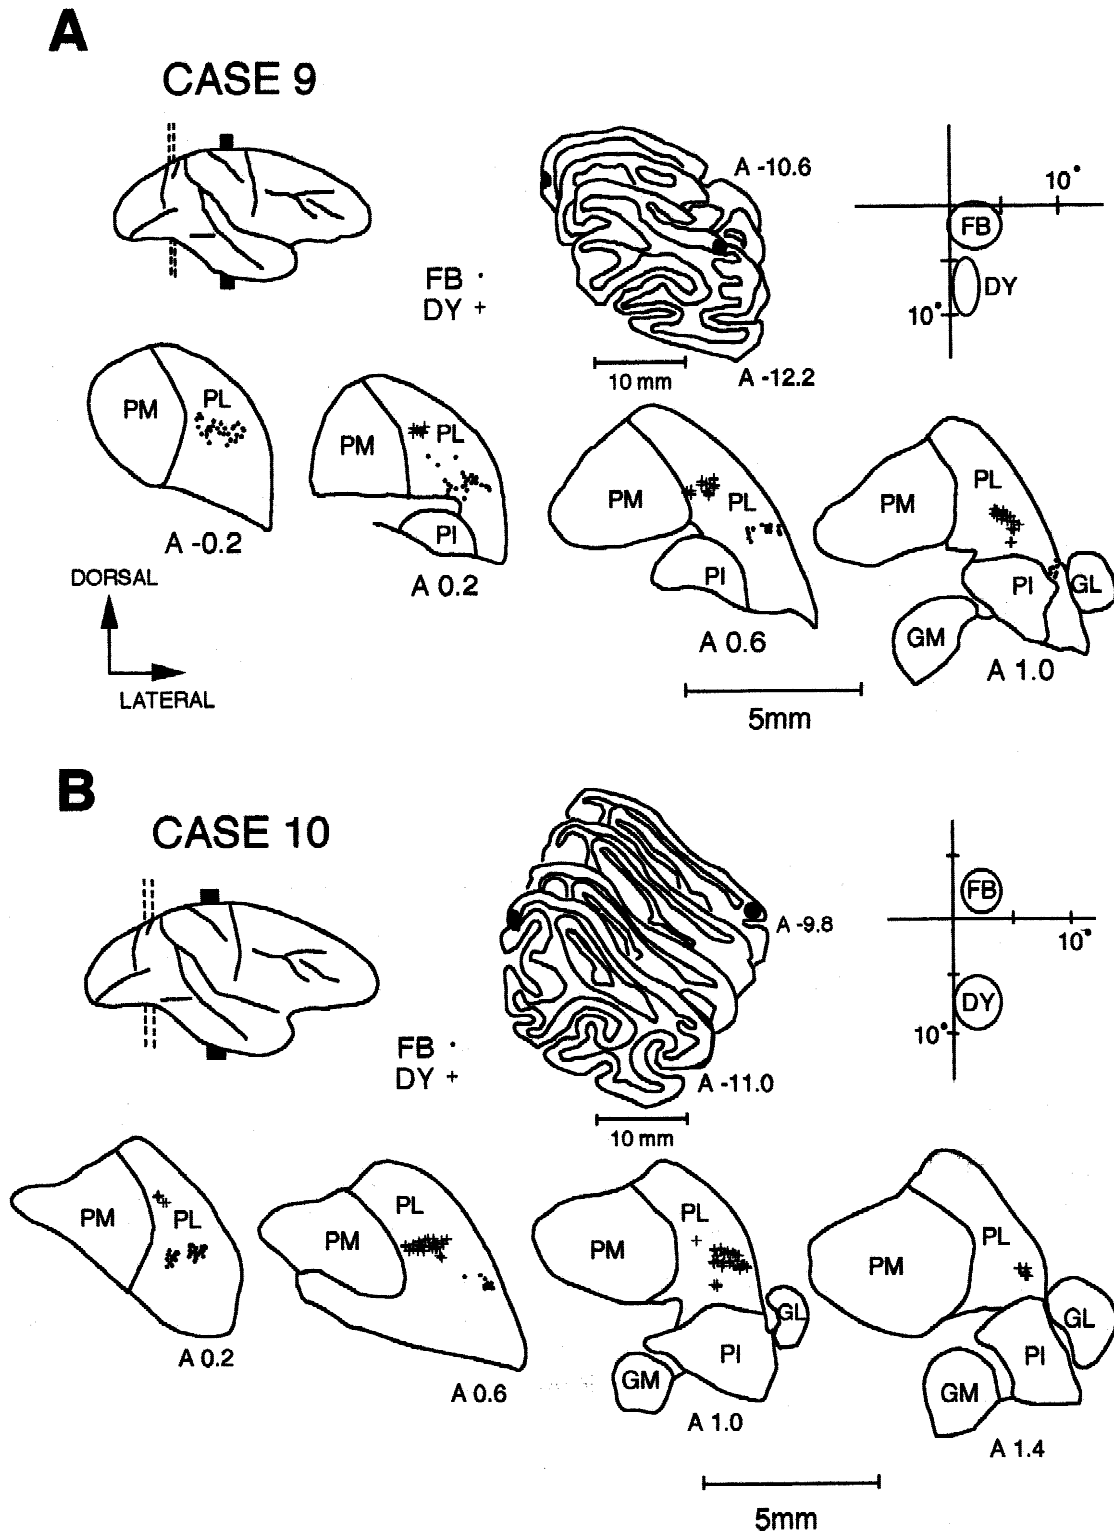 A
CASE 9
A -10.6
10°
FB
DY
10°
FB ·
DY +
10 mm
A -12.2
PM
PL
A -0.2
PM
PL
PI
A 0.2
PM
PL
PI
A 0.6
PM
PL
PI
GL
GM
A 1.0
DORSAL
LATERAL
5mm
B
CASE 10
A -9.8
FB
10°
DY
10°
FB ·
DY +
A -11.0
10 mm
PM
PL
A 0.2
PM
PL
A 0.6
PM
PL
GL
PI
GM
A 1.0
PM
PL
GL
PI
GM
A 1.4
5mm